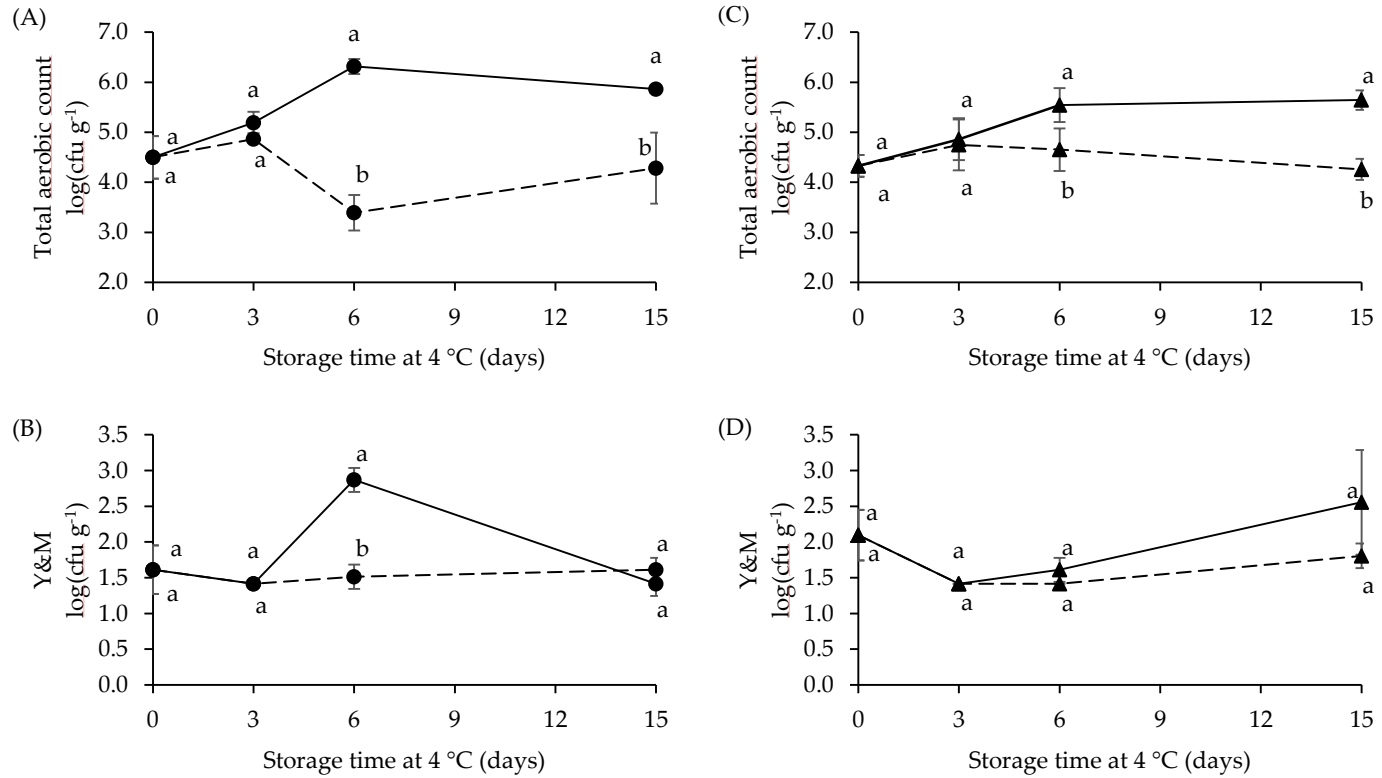 (A)
7.0
6.0
5.0
4.0
3.0
2.0
Total aerobic count
log(cfu g-1)
a
a
a
a
a
a
b
b
0 3 6 9 12 15
Storage time at 4 °C (days)
(C)
7.0
6.0
5.0
4.0
3.0
2.0
Total aerobic count
log(cfu g-1)
a
a
a
a
a
a
b
b
0 3 6 9 12 15
Storage time at 4 °C (days)
(B)
3.5
3.0
2.5
2.0
1.5
1.0
0.5
0.0
Y&M
log(cfu g-1)
a
a
a
a
a
b
a
a
0 3 6 9 12 15
Storage time at 4 °C (days)
(D)
3.5
3.0
2.5
2.0
1.5
1.0
0.5
0.0
Y&M
log(cfu g-1)
a
a
a
a
a
a
a
a
0 3 6 9 12 15
Storage time at 4 °C (days)